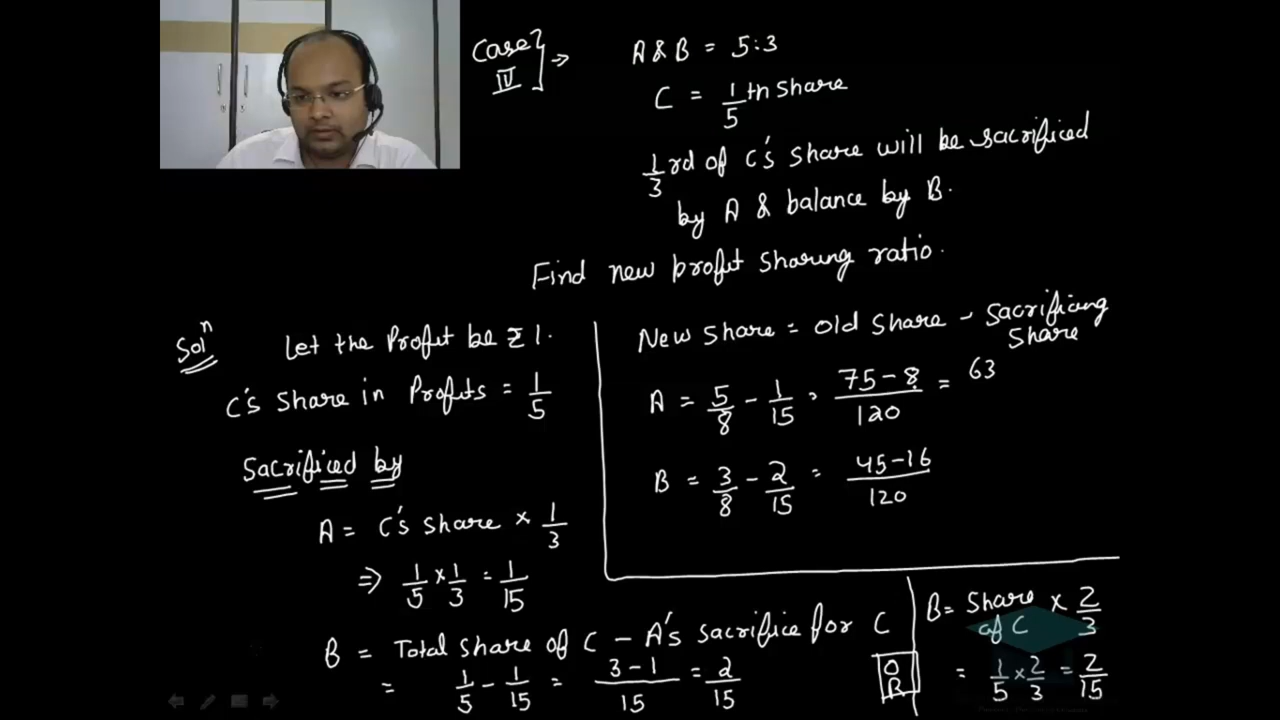 Case IV → A & B = 5:3
C = 1/5 th share
1/3 rd of C's share will be sacrificed
by A & balance by B.
Find new profit sharing ratio.
Solⁿ Let the Profit be ₹ 1.
C's share in Profits = 1/5
Sacrificed by
A = C's share × 1/3
⇒ 1/5 × 1/3 = 1/15
B = Total share of C - A's sacrifice for C
= 1/5 - 1/15 = 3-1/15 = 2/15
New share = Old share - Sacrificing share
A = 5/8 - 1/15 = 75-8/120 = 63
B = 3/8 - 2/15 = 45-16/120
OR
B = Share of C × 2/3
= 1/5 × 2/3 = 2/15